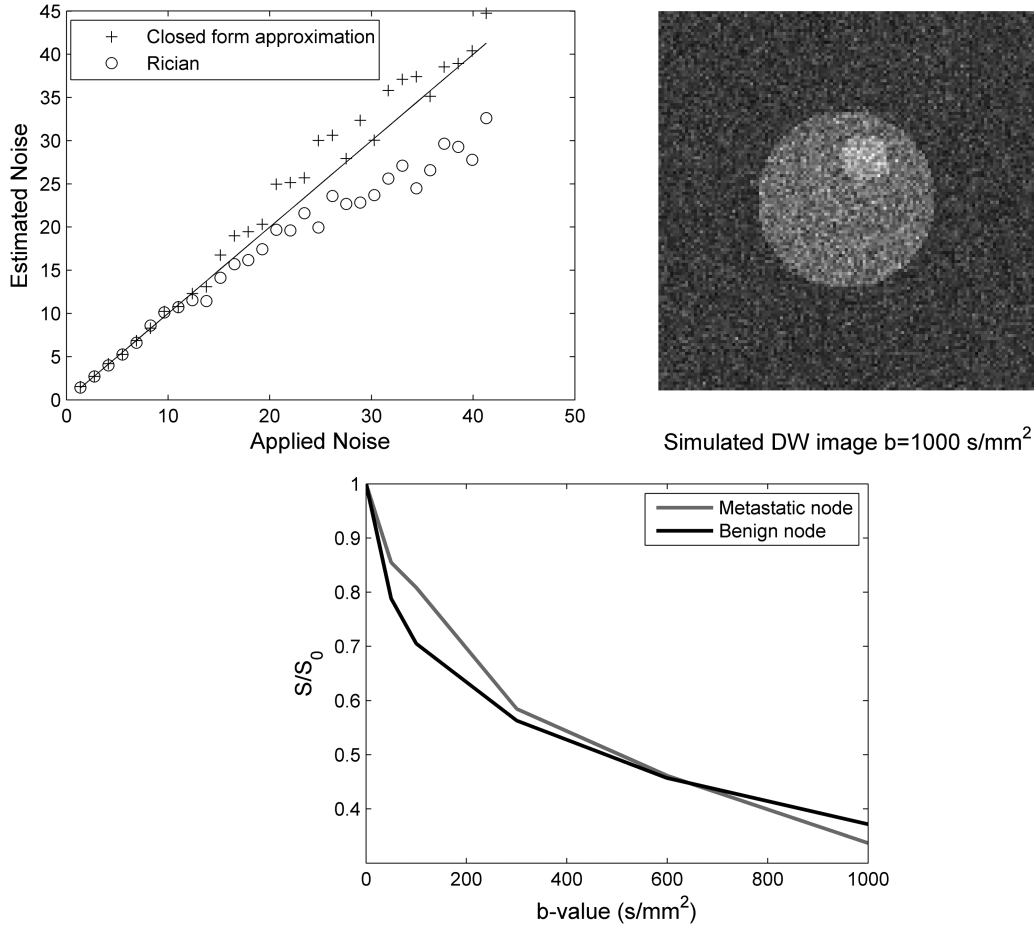 45
40
35
30
25
20
15
10
5
0
Estimated Noise
Closed form approximation
Rician
0 10 20 30 40 50
Applied Noise
Simulated DW image b=1000 s/mm²
1
0.9
0.8
0.7
0.6
0.5
0.4
S/S₀
Metastatic node
Benign node
0 200 400 600 800 1000
b-value (s/mm²)